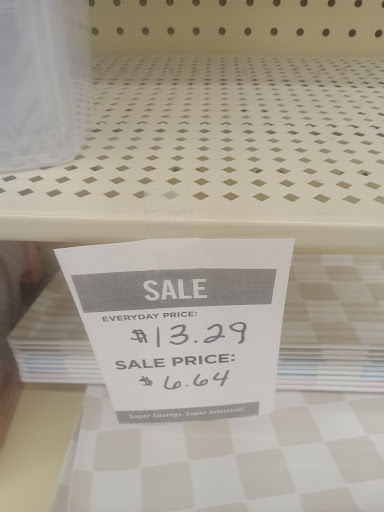 SALE
EVERYDAY PRICE:
$13.29
SALE PRICE:
$6.64
Super Savings, Super Selection!